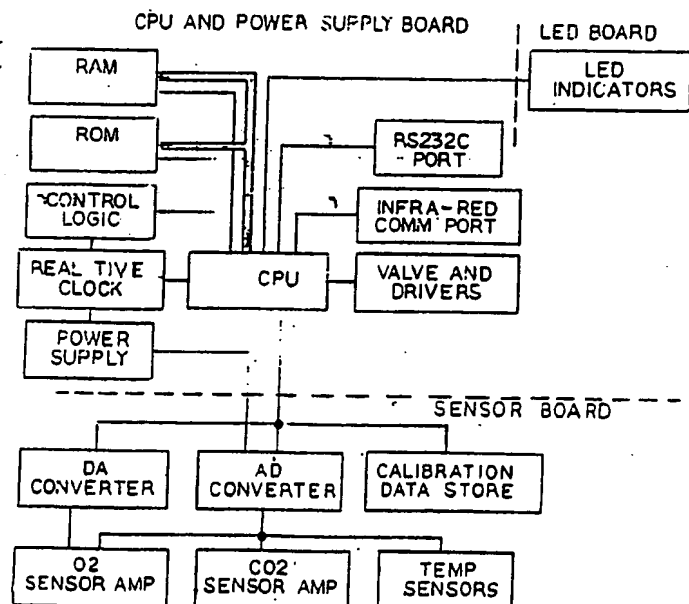 CPU AND POWER SUPPLY BOARD
LED BOARD
RAM
LED
INDICATORS
ROM
RS232C
PORT
CONTROL
LOGIC
INFRA-RED
COMM PORT
REAL TIVE
CLOCK
CPU
VALVE AND
DRIVERS
POWER
SUPPLY
SENSOR BOARD
DA
CONVERTER
AD
CONVERTER
CALIBRATION
DATA STORE
O2
SENSOR AMP
CO2
SENSOR AMP
TEMP
SENSORS